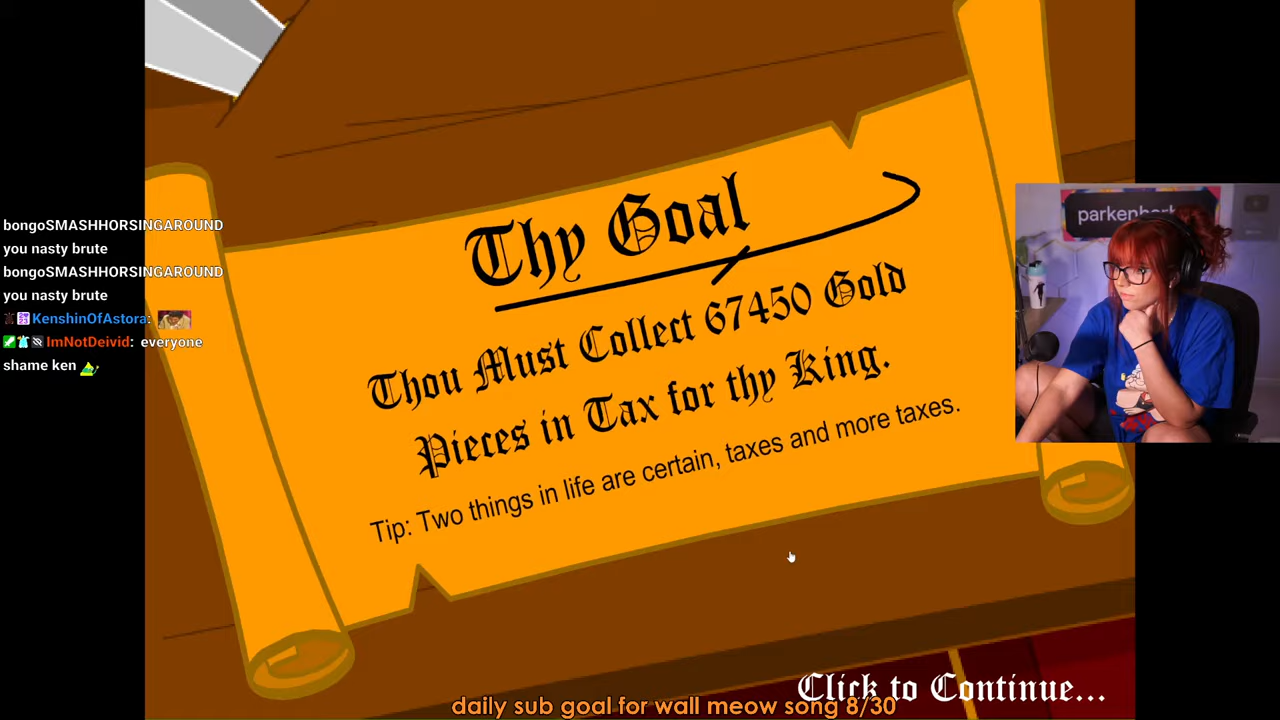 bongoSMASHHORSINGAROUND
you nasty brute
bongoSMASHHORSINGAROUND
you nasty brute
KenshinOfAstora:
ImNotDeivid: everyone
shame ken
Thy Goal
Thou Must Collect 67450 Gold
Pieces in Tax for thy King.
Tip: Two things in life are certain, taxes and more taxes.
Click to Continue...
daily sub goal for wall meow song 8/30